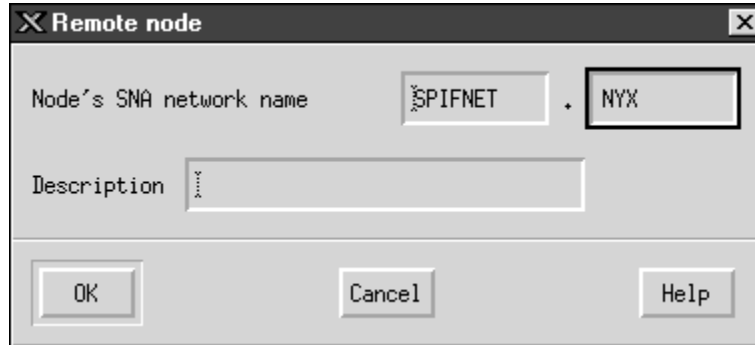 Remote node
Node's SNA network name SPIFNET . NYX
Description
OK Cancel Help